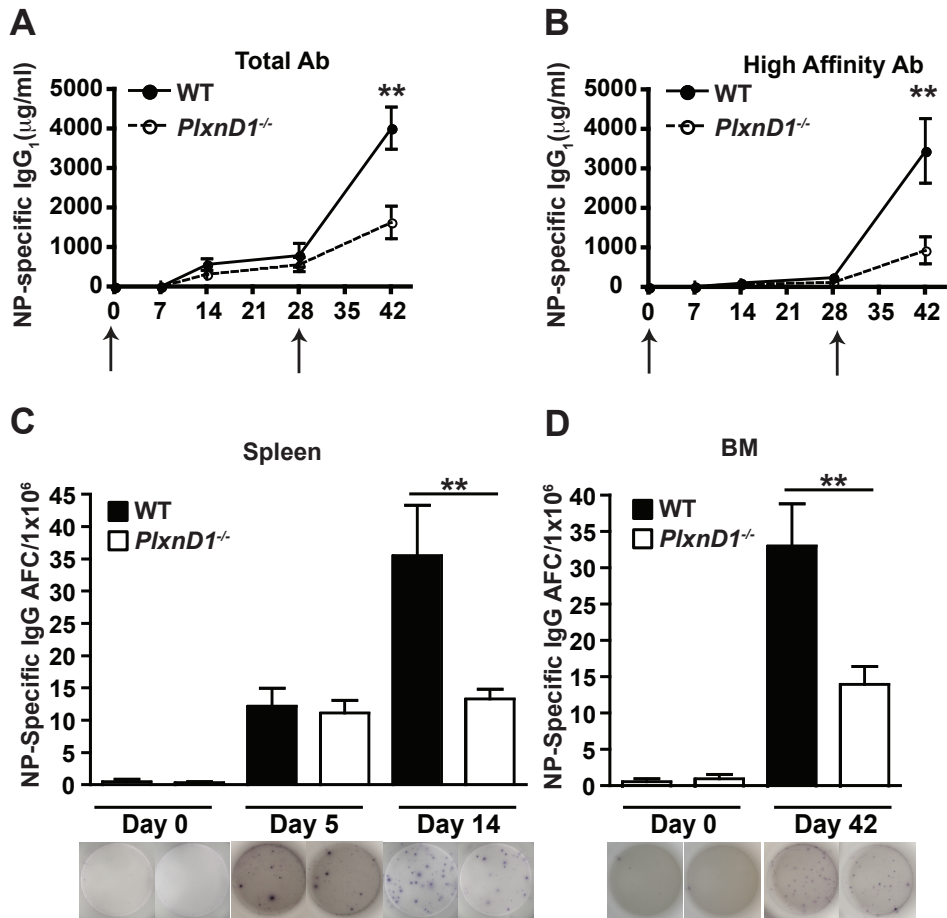 A
Total Ab
NP-specific IgG₁(μg/ml)
5000
4000
3000
2000
1000
0
WT
PlxnD1⁻/⁻
**
0 7 14 21 28 35 42
B
High Affinity Ab
NP-specific IgG₁(μg/ml)
5000
4000
3000
2000
1000
0
WT
PlxnD1⁻/⁻
**
0 7 14 21 28 35 42
C
Spleen
NP-Specific IgG AFC/1x10⁶
45
40
35
30
25
20
15
10
5
0
WT
PlxnD1⁻/⁻
**
Day 0 Day 5 Day 14
D
BM
NP-Specific IgG AFC/1x10⁶
40
35
30
25
20
15
10
5
0
WT
PlxnD1⁻/⁻
**
Day 0 Day 42